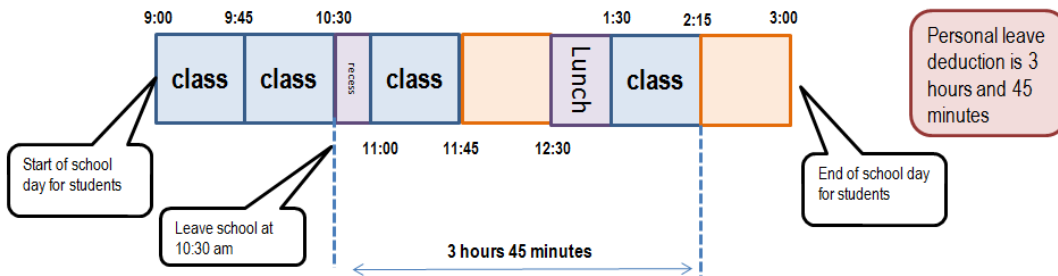 9:00 9:45 10:30 1:30 2:15 3:00
class class recess class Lunch class
11:00 11:45 12:30
Personal leave
deduction is 3
hours and 45
minutes
Start of school
day for students
Leave school at
10:30 am
3 hours 45 minutes
End of school day
for students